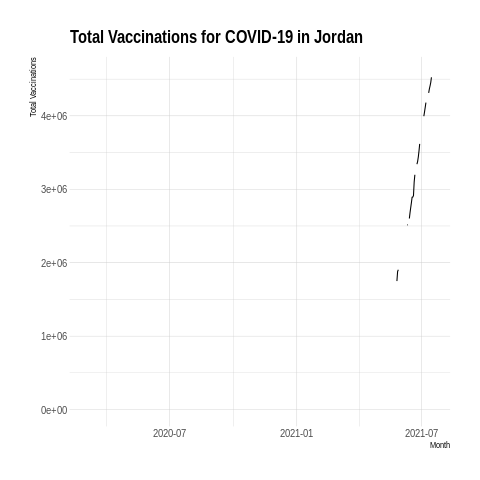 Total Vaccinations for COVID-19 in Jordan
Total Vaccinations
4e+06
3e+06
2e+06
1e+06
0e+00
2020-07 2021-01 2021-07
Month